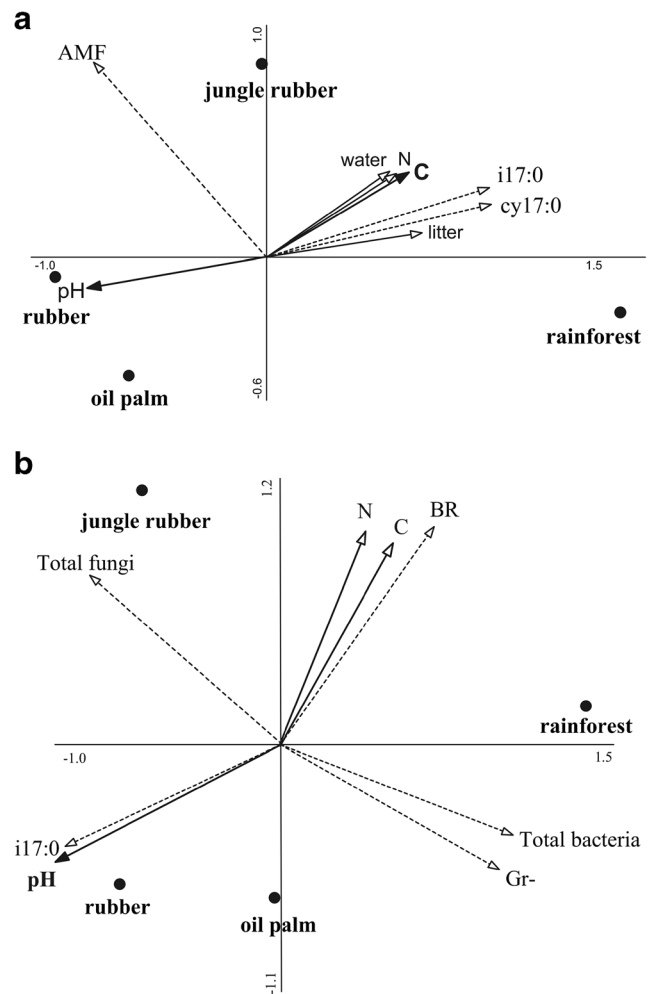 a
1.0
AMF
jungle rubber
water N C
i17:0
cy17:0
litter
-1.0
1.5
pH
rubber
rainforest
-0.6
oil palm
b
1.2
jungle rubber
N
C
BR
Total fungi
rainforest
-1.0
1.5
i17:0
Total bacteria
pH
Gr-
rubber
oil palm
-1.1